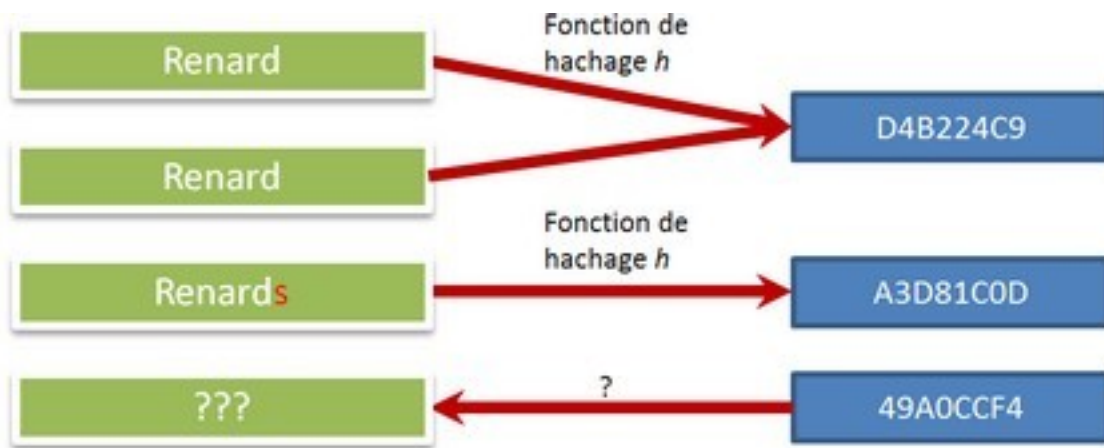 Renard
Fonction de
hachage h
D4B224C9
Renard
Renards
Fonction de
hachage h
A3D81C0D
???
?
49A0CCF4